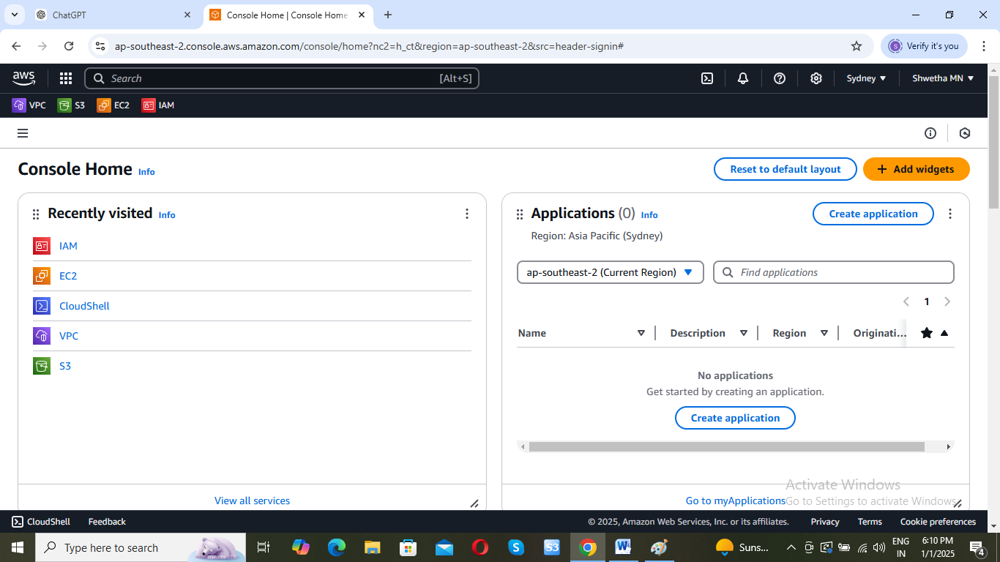 ChatGPT
Console Home | Console Home
ap-southeast-2.console.aws.amazon.com/console/home?nc2=h_ct&region=ap-southeast-2&src=header-signin#
S
Verify it's you
aws
Search
[Alt+S]
Sydney
Shwetha MN
VPC
S3
EC2
IAM
Console Home Info
Reset to default layout
+ Add widgets
Recently visited Info
IAM
EC2
CloudShell
VPC
S3
View all services
Applications (0) Info
Create application
Region: Asia Pacific (Sydney)
ap-southeast-2 (Current Region)
Find applications
1
Name
Description
Region
Originati...
No applications
Get started by creating an application.
Create application
Go to myApplications
Activate Windows
Go to Settings to activate Windows.
CloudShell
Feedback
© 2025, Amazon Web Services, Inc. or its affiliates.
Privacy
Terms
Cookie preferences
Type here to search
S3
W
Suns...
ENG
IN
6:10 PM
1/1/2025
4